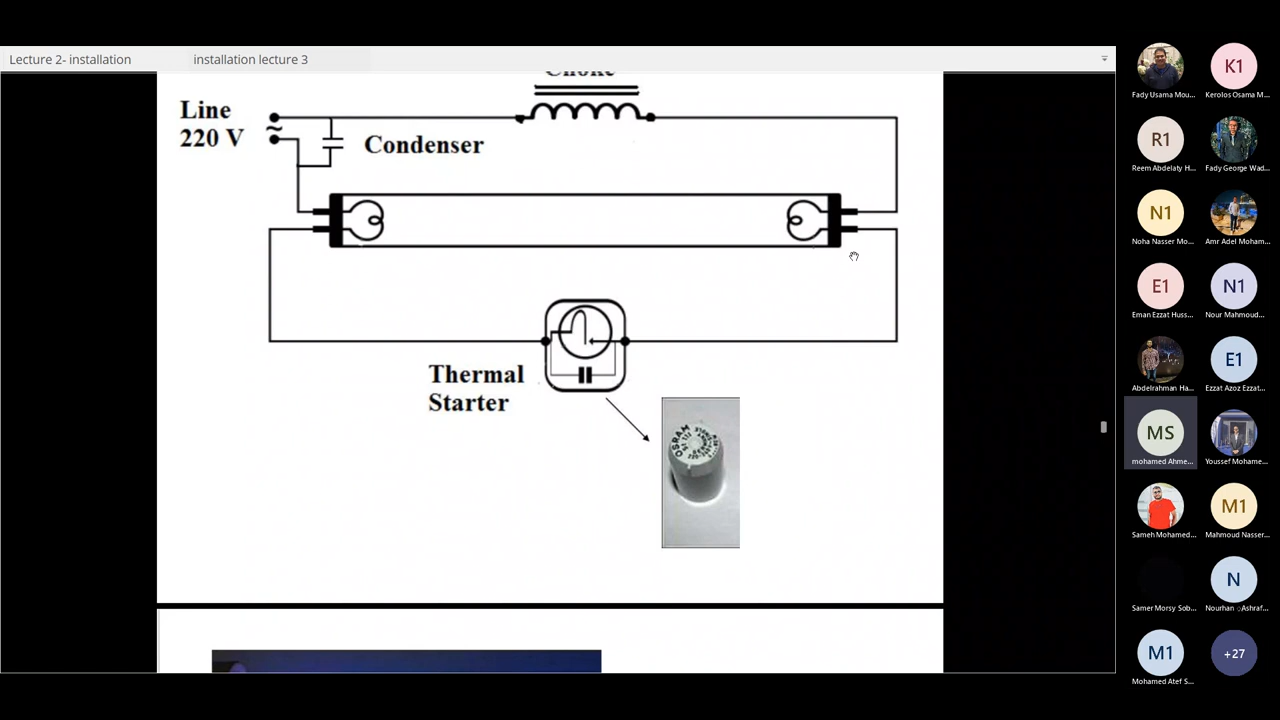 Lecture 2- installation
installation lecture 3
Choke
Line
220 V
Condenser
Thermal
Starter
OSRAM
Fady Usama Mou...
K1
Kerolos Osama M...
R1
Reem Abdelaty H...
Fady George Wad...
N1
Noha Nasser Mo...
Amr Adel Moham...
E1
Eman Ezzat Huss...
N1
Nour Mahmoud...
Abdelrahman Ha...
E1
Ezzat Azoz Ezzat...
MS
mohamed Ahme...
Youssef Mohame...
Sameh Mohamed...
M1
Mahmoud Nasser...
Samer Morsy Sob...
N
Nourhan Ashraf...
M1
Mohamed Atef S...
+27